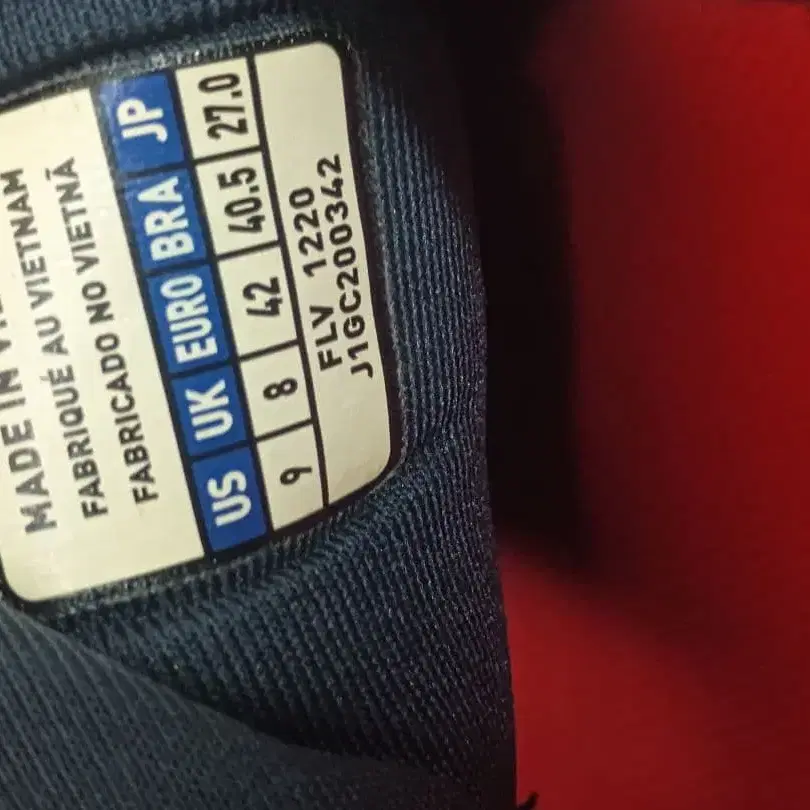 MADE IN VIETNAM
FABRIQUÉ AU VIETNAM
FABRICADO NO VIETNÃ
US UK EURO BRA JP
9 8 42 40.5 27.0
FLV 1220
J1GC200342